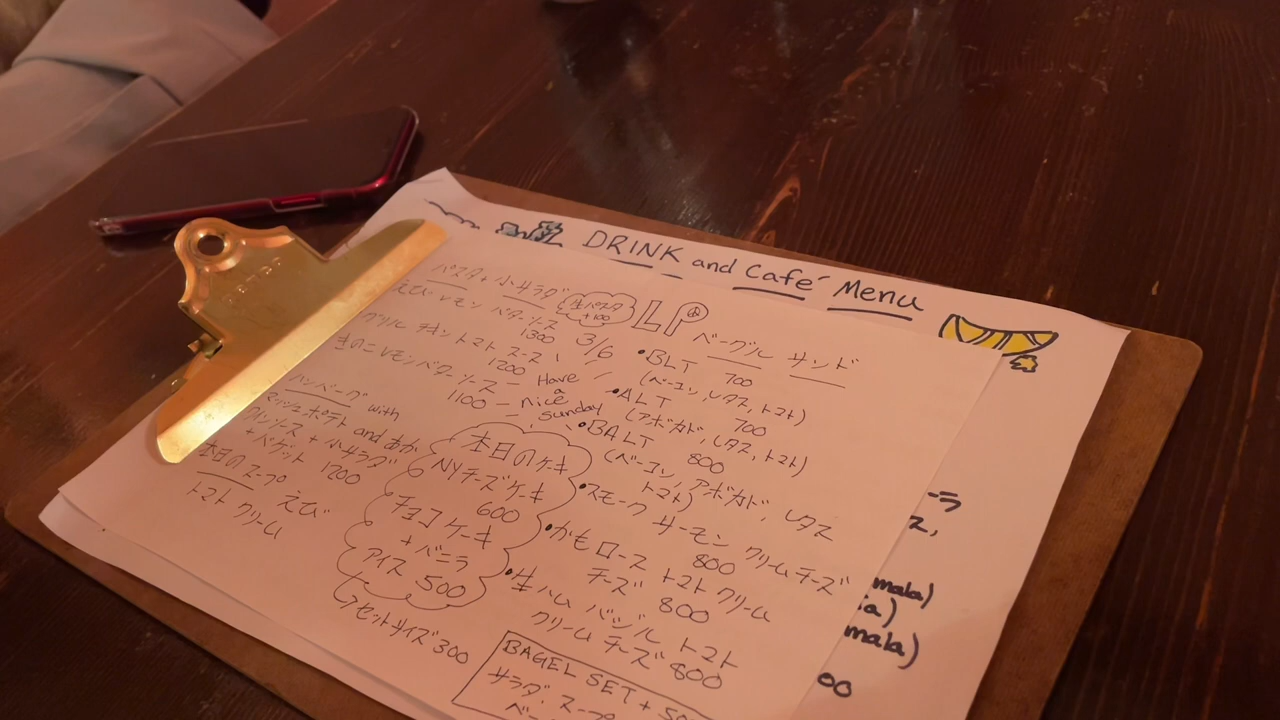 DRINK and Café Menu
パスタ+小サラダ
生パスタ
+100
LP
えびレモン バターソース
1300
3/6
グリル チキン トマト ソース
1200
きのこ レモンバターソース
1100
Have
a
nice
Sunday
ハンバーグ with
マッシュポテト and
ワインソース + 小サラダ
+ バゲット 1200
本日のスープ
えび
トマト クリーム
本日のケーキ
NYチーズケーキ
600
チョコケーキ
+ バニラ
アイス 500
セットサイズ 300
ベーグル サンド
•BLT 700
(ベーコン, レタス, トマト)
•ALT 700
(アボカド, レタス, トマト)
•BALT 800
(ベーコン, アボカド, レタス
トマト)
•スモーク サーモン クリームチーズ
800
•かもロース トマト クリーム
チーズ 800
•生ハム バジル トマト
クリーム チーズ 800
BAGEL SET +
サラダ・スープ
ーラ
ス,
mala)
a)
mala)
00